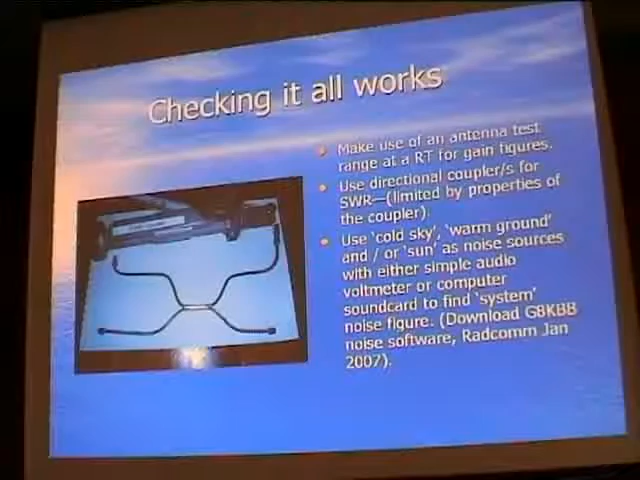 Checking it all works
Make use of an antenna test
range at a RT for gain figures.
Use directional coupler/s for
SWR—(limited by properties of
the coupler).
Use 'cold sky', 'warm ground'
and / or 'sun' as noise sources
with either simple audio
voltmeter or computer
soundcard to find 'system'
noise figure. (Download G8KBB
noise software, Radcomm Jan
2007).